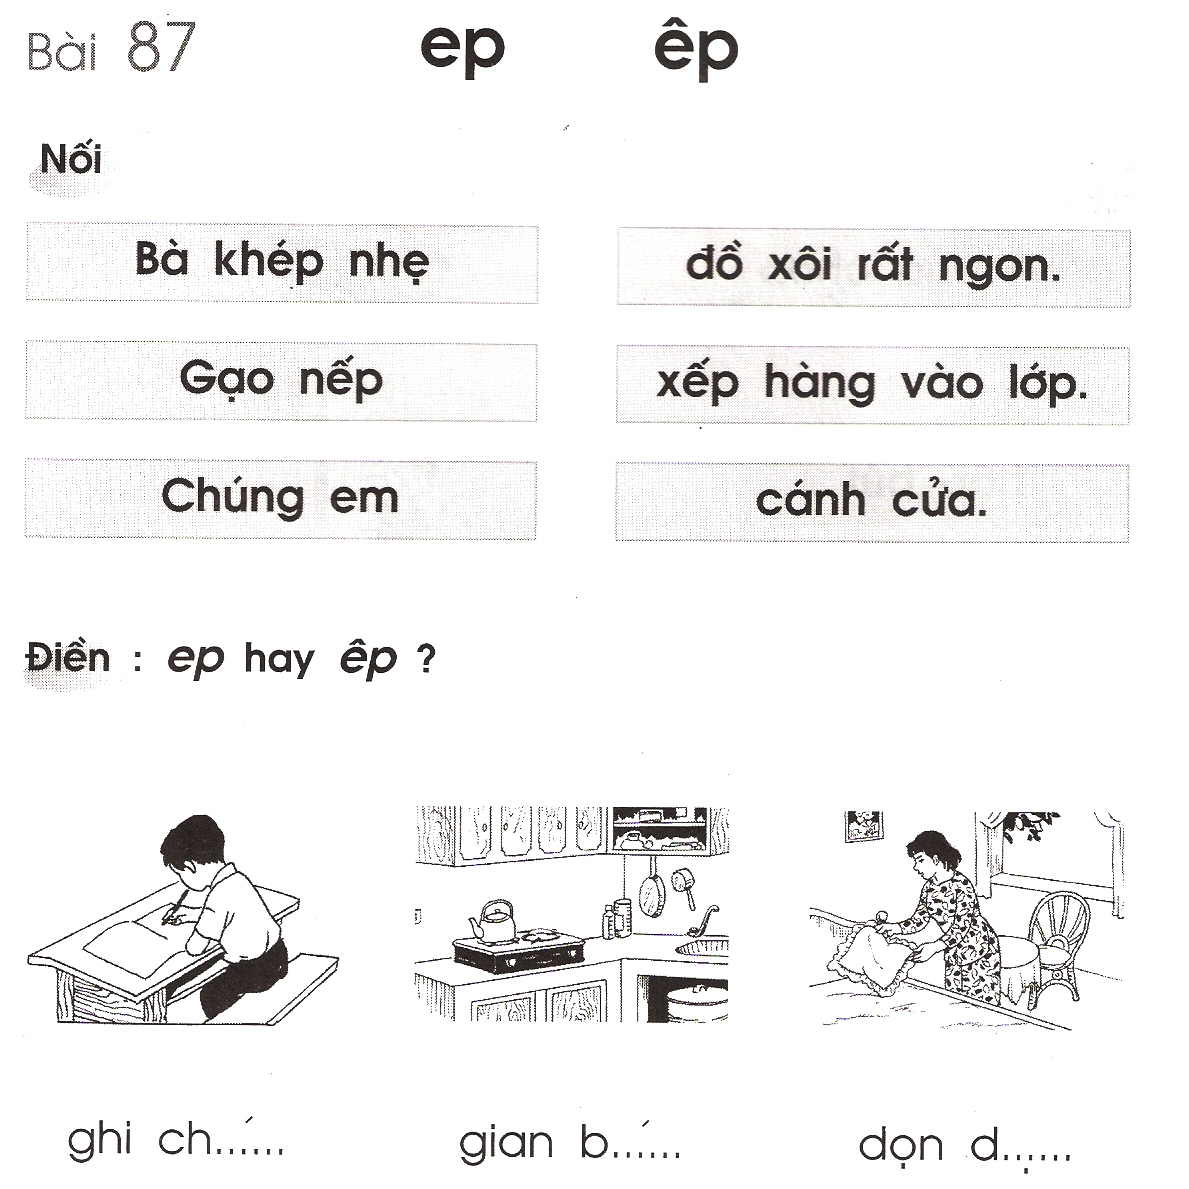 Bài 87 ep êp
Nối
Bà khép nhẹ đồ xôi rất ngon.
Gạo nếp xếp hàng vào lớp.
Chúng em cánh cửa.
Điền : ep hay êp ?
ghi ch...́... gian b...́... dọn d..̣....